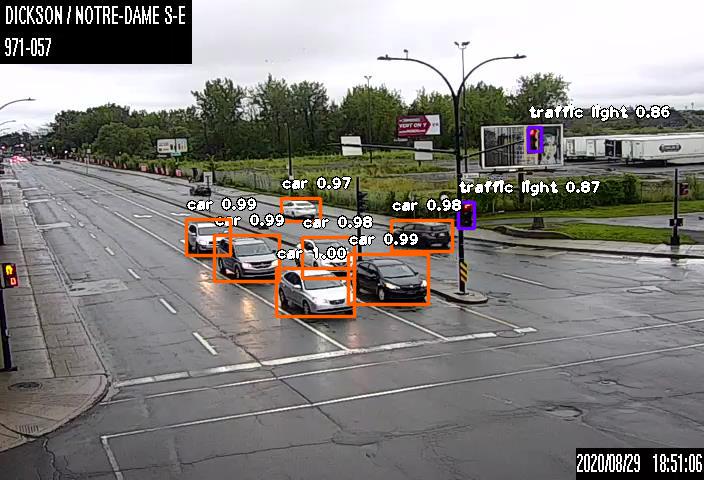 DICKSON / NOTRE-DAME S-E
971-057
traffic light 0.86
car 0.97
traffic light 0.87
car 0.99
car 0.98
car 0.99
car 0.98
car 0.99
car 1.00
VERT ON Y
2020/08/29 18:51:06